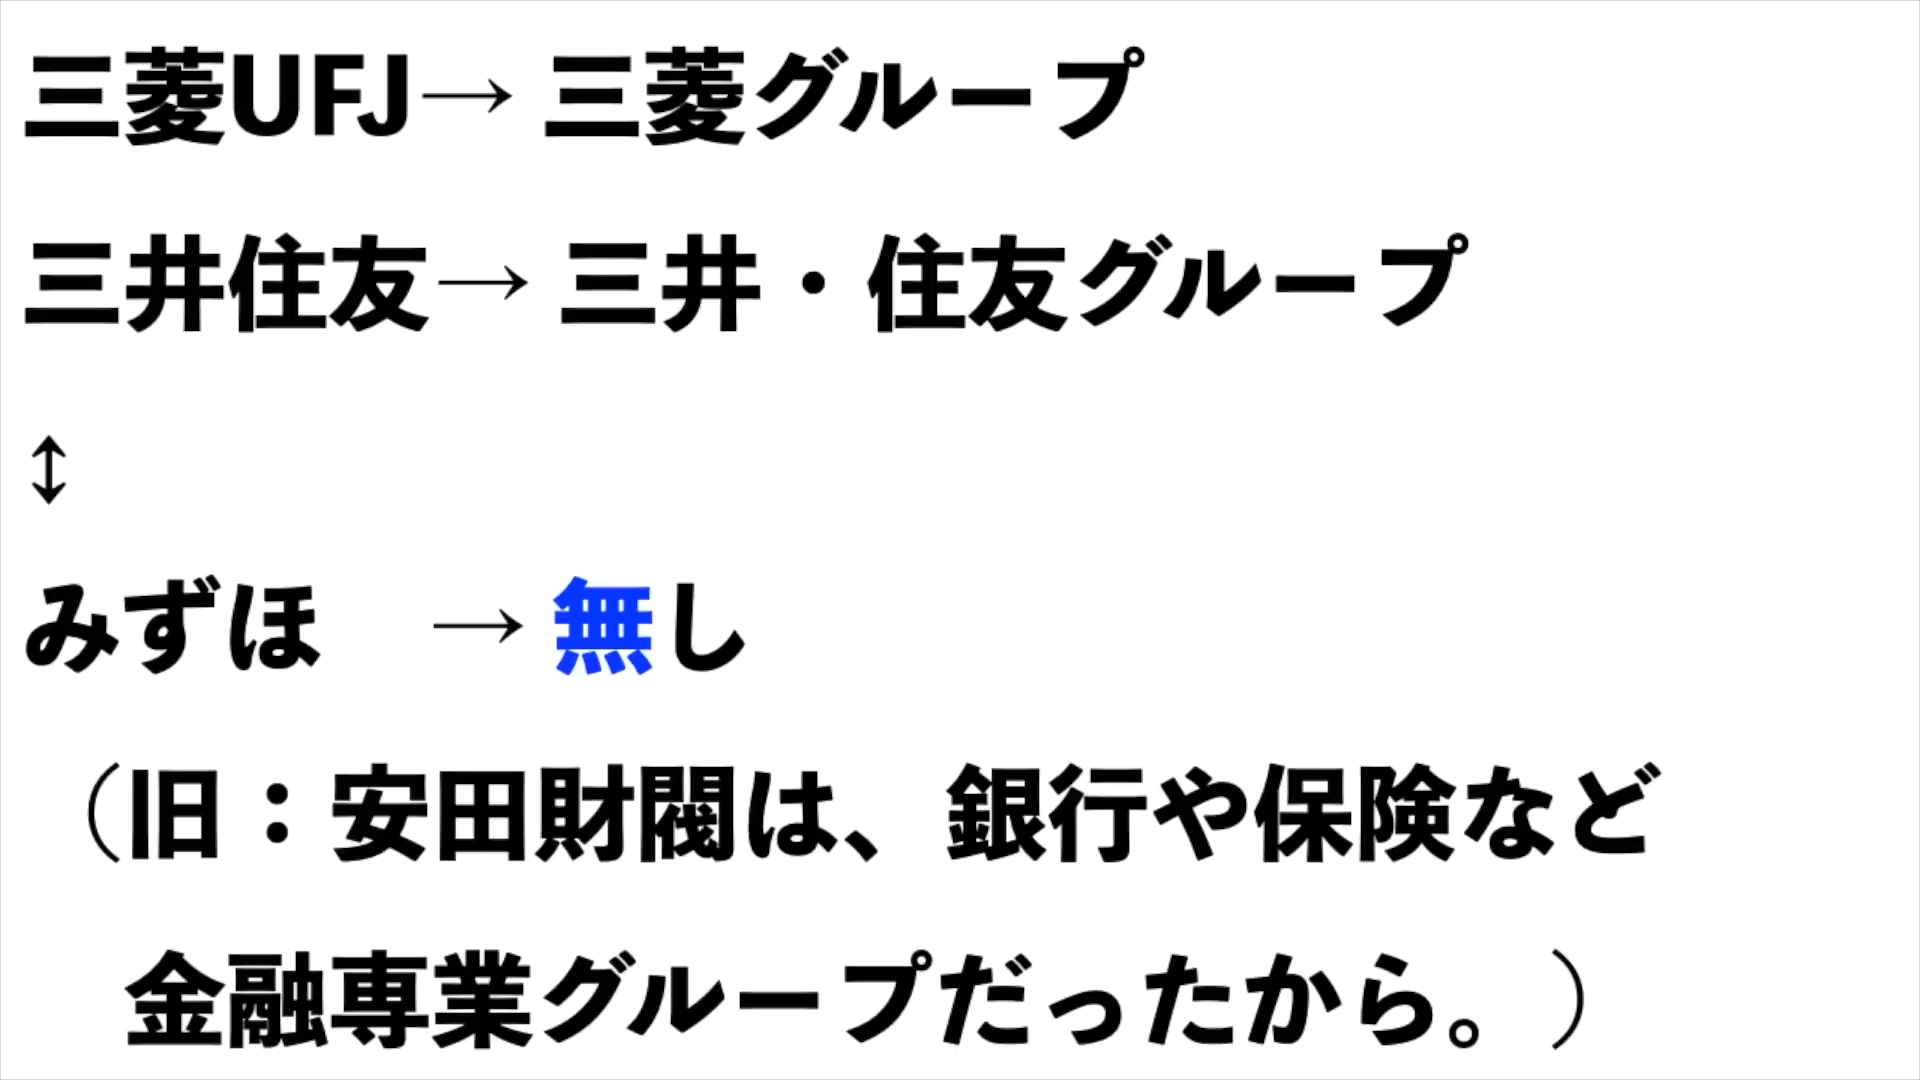 三菱UFJ→ 三菱グループ
三井住友→ 三井・住友グループ
↕
みずほ　→ 無し
（旧：安田財閥は、銀行や保険など
金融専業グループだったから。）